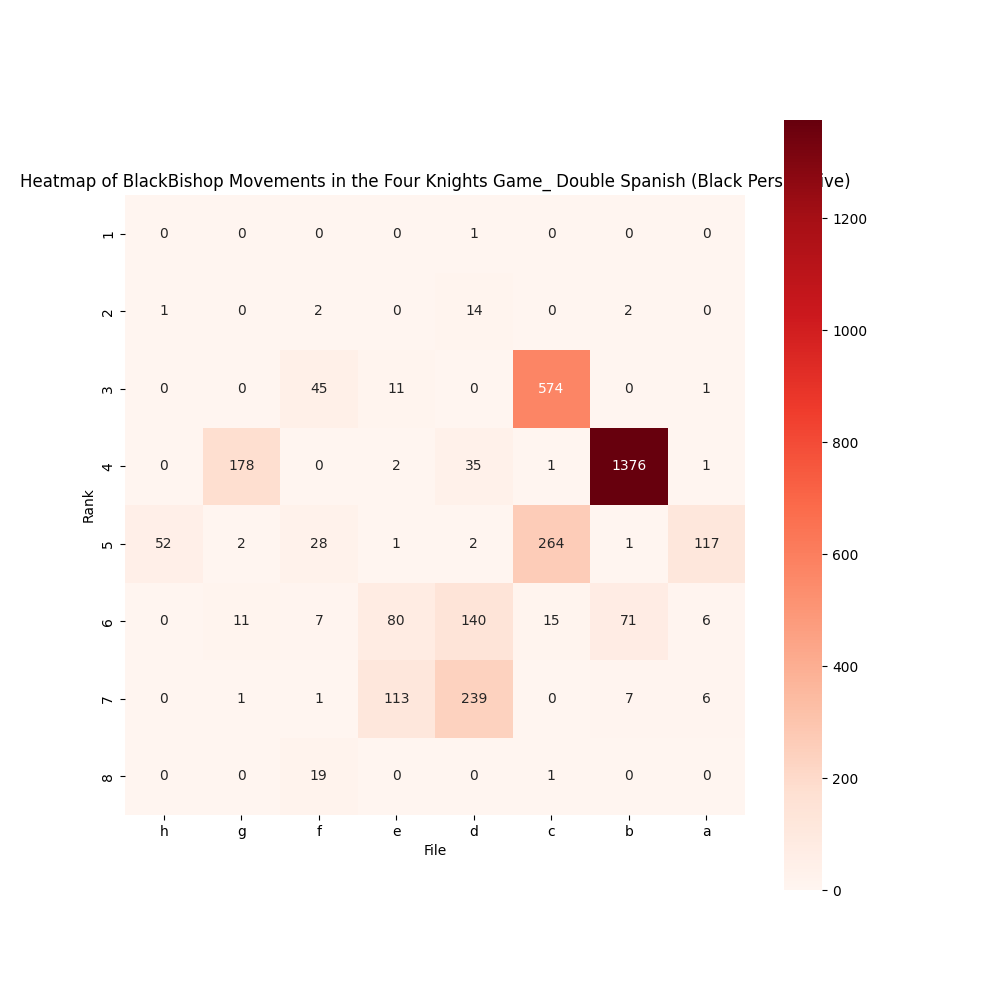 Heatmap of BlackBishop Movements in the Four Knights Game_ Double Spanish (Black Pers ive)
1 0 0 0 0 1 0 0 0
2 1 0 2 0 14 0 2 0
3 0 0 45 11 0 574 0 1
4 0 178 0 2 35 1 1376 1
5 52 2 28 1 2 264 1 117
6 0 11 7 80 140 15 71 6
7 0 1 1 113 239 0 7 6
8 0 0 19 0 0 1 0 0
Rank
h g f e d c b a
File
1200
1000
800
600
400
200
0